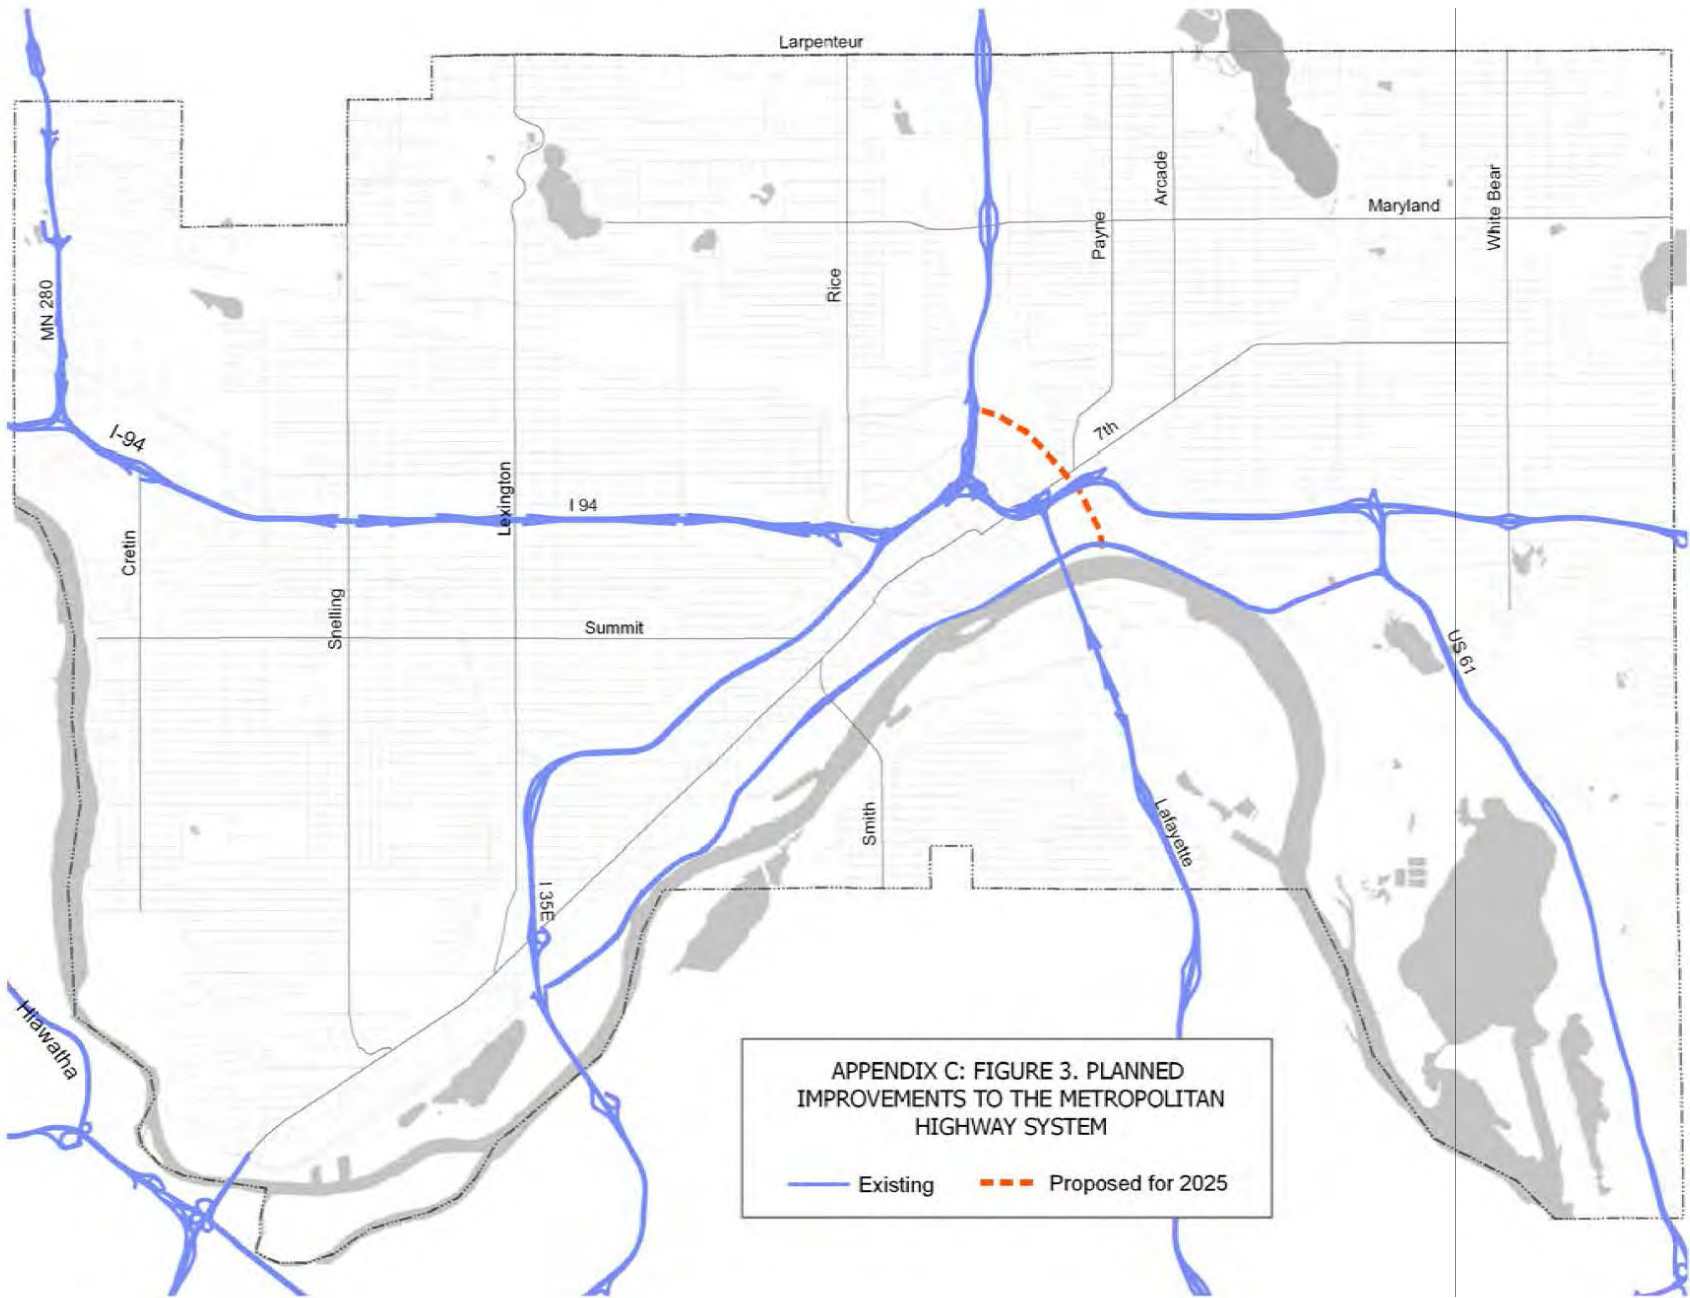 Larpenteur
Arcade
Maryland
White Bear
Payne
Rice
MN 280
7th
I-94
Lexington
I 94
Cretin
Snelling
Summit
US 61
Smith
Lafayette
I 35E
Hiawatha
APPENDIX C: FIGURE 3. PLANNED
IMPROVEMENTS TO THE METROPOLITAN
HIGHWAY SYSTEM
Existing
Proposed for 2025